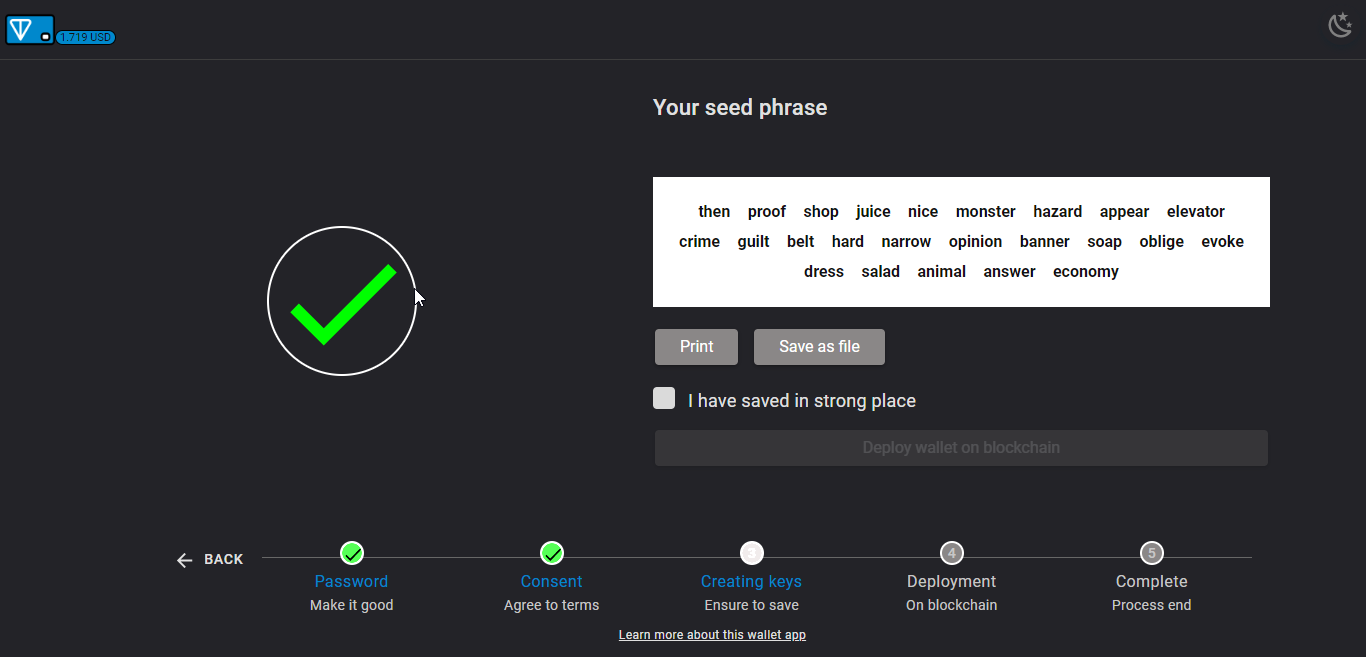 1.719 USD
Your seed phrase
then proof shop juice nice monster hazard appear elevator
crime guilt belt hard narrow opinion banner soap oblige evoke
dress salad animal answer economy
Print Save as file
I have saved in strong place
Deploy wallet on blockchain
BACK
3 4 5
Password Consent Creating keys Deployment Complete
Make it good Agree to terms Ensure to save On blockchain Process end
Learn more about this wallet app